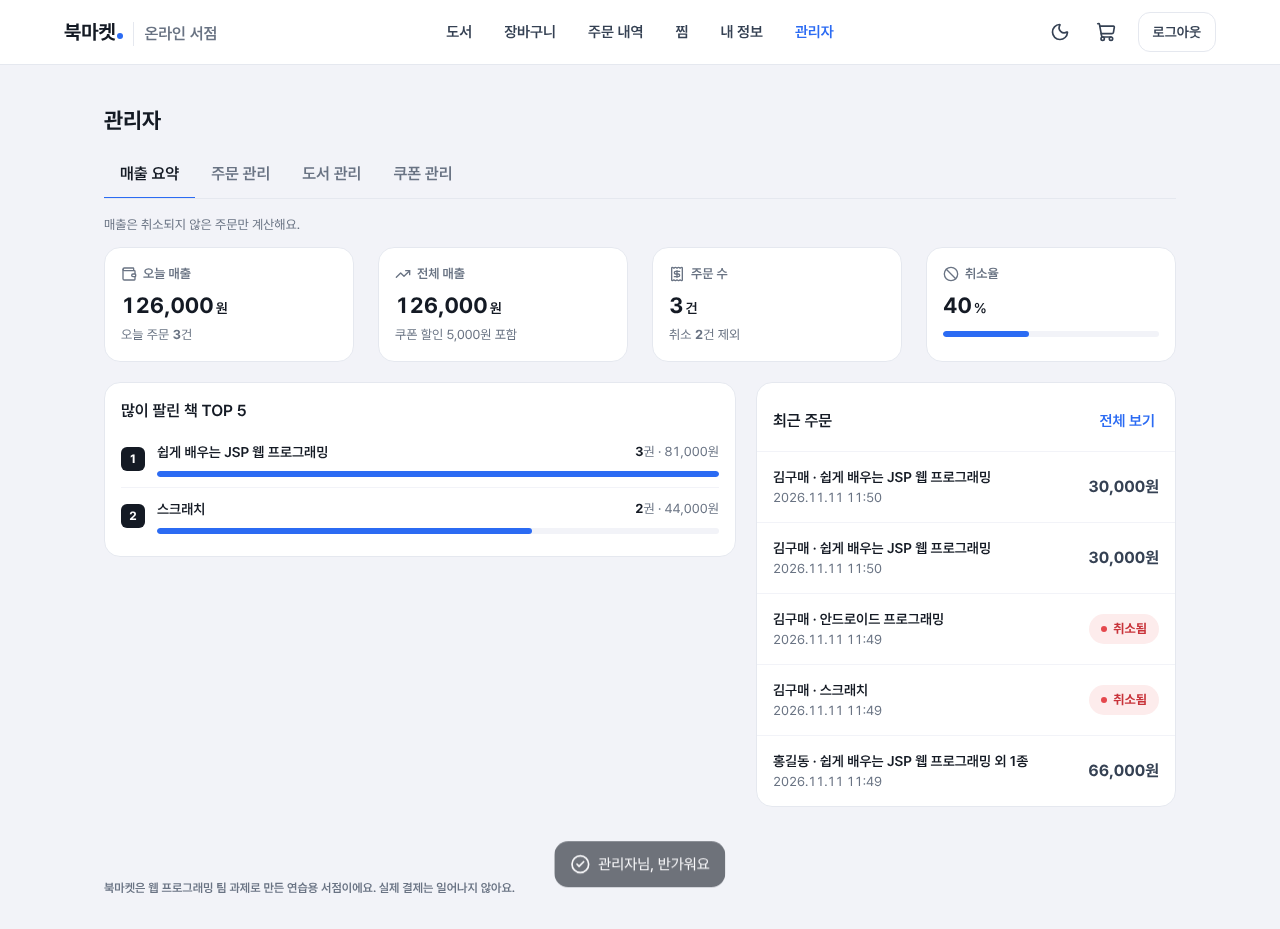 북마켓.
온라인 서점
도서
장바구니
주문 내역
찜
내 정보
관리자
로그아웃
관리자
매출 요약
주문 관리
도서 관리
쿠폰 관리
매출은 취소되지 않은 주문만 계산해요.
오늘 매출
126,000원
오늘 주문 3건
전체 매출
126,000원
쿠폰 할인 5,000원 포함
주문 수
3건
취소 2건 제외
취소율
40%
많이 팔린 책 TOP 5
1
쉽게 배우는 JSP 웹 프로그래밍
3권 · 81,000원
2
스크래치
2권 · 44,000원
최근 주문
전체 보기
김구매 · 쉽게 배우는 JSP 웹 프로그래밍
2026.11.11 11:50
30,000원
김구매 · 쉽게 배우는 JSP 웹 프로그래밍
2026.11.11 11:50
30,000원
김구매 · 안드로이드 프로그래밍
2026.11.11 11:49
취소됨
김구매 · 스크래치
2026.11.11 11:49
취소됨
홍길동 · 쉽게 배우는 JSP 웹 프로그래밍 외 1종
2026.11.11 11:49
66,000원
관리자님, 반가워요
북마켓은 웹 프로그래밍 팀 과제로 만든 연습용 서점이에요. 실제 결제는 일어나지 않아요.